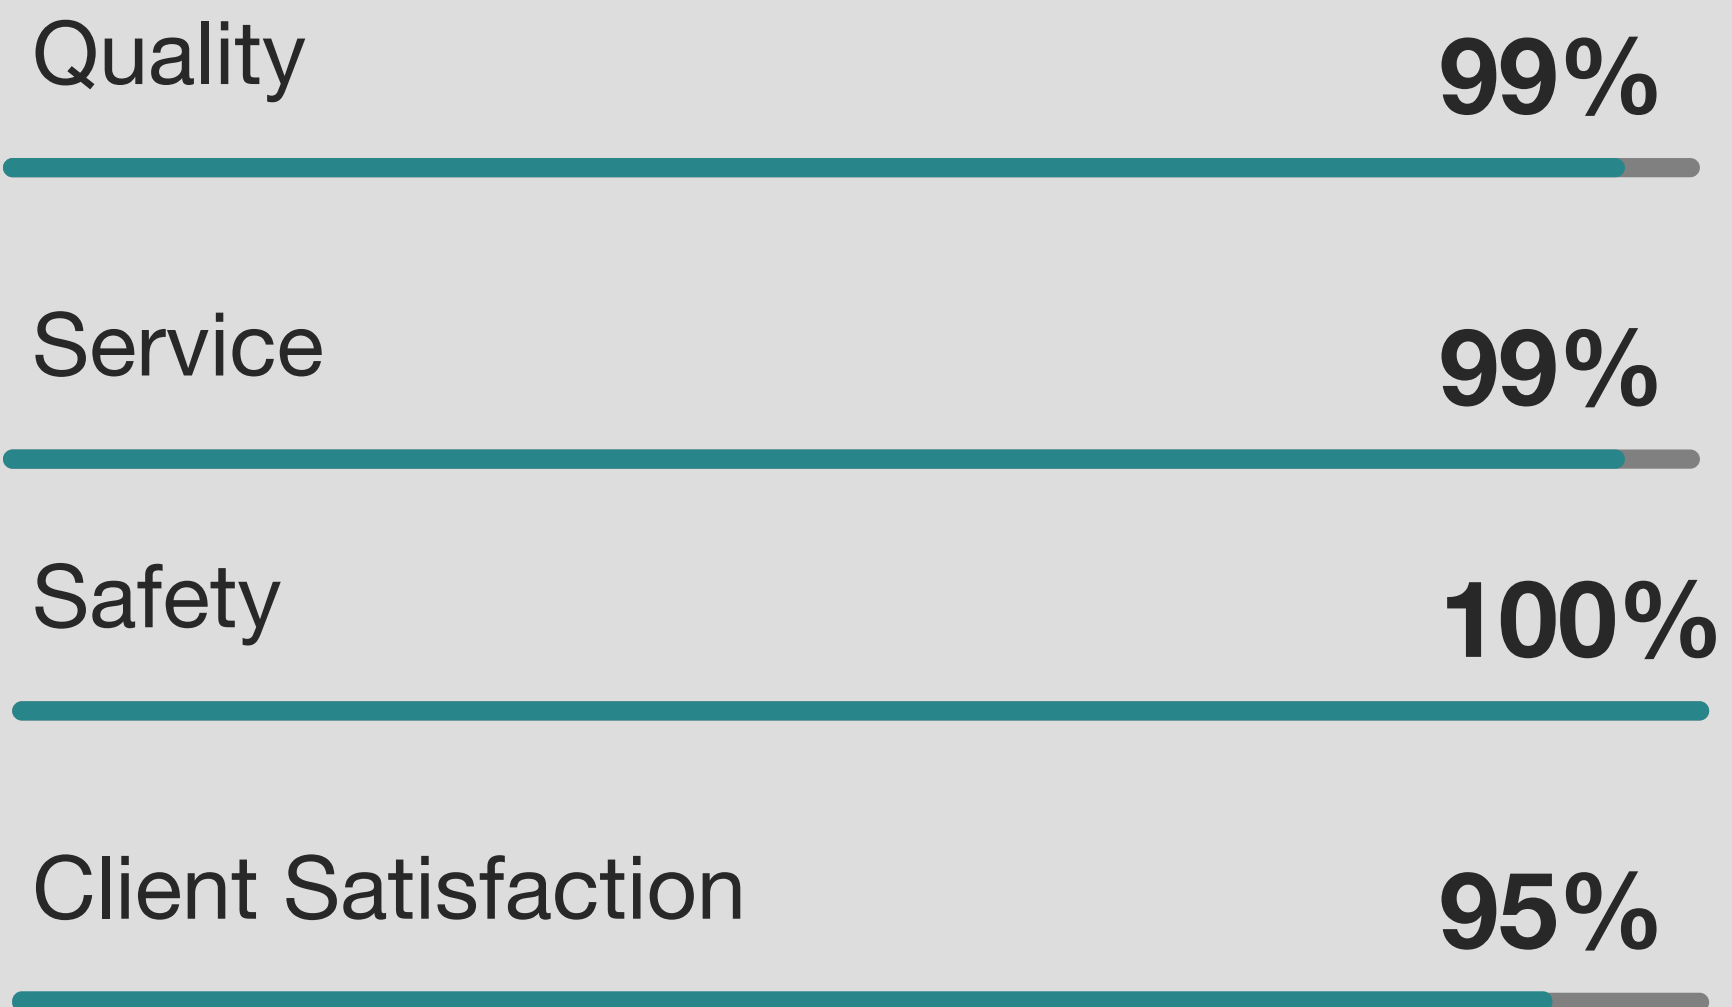 Quality 99%
Service 99%
Safety 100%
Client Satisfaction 95%